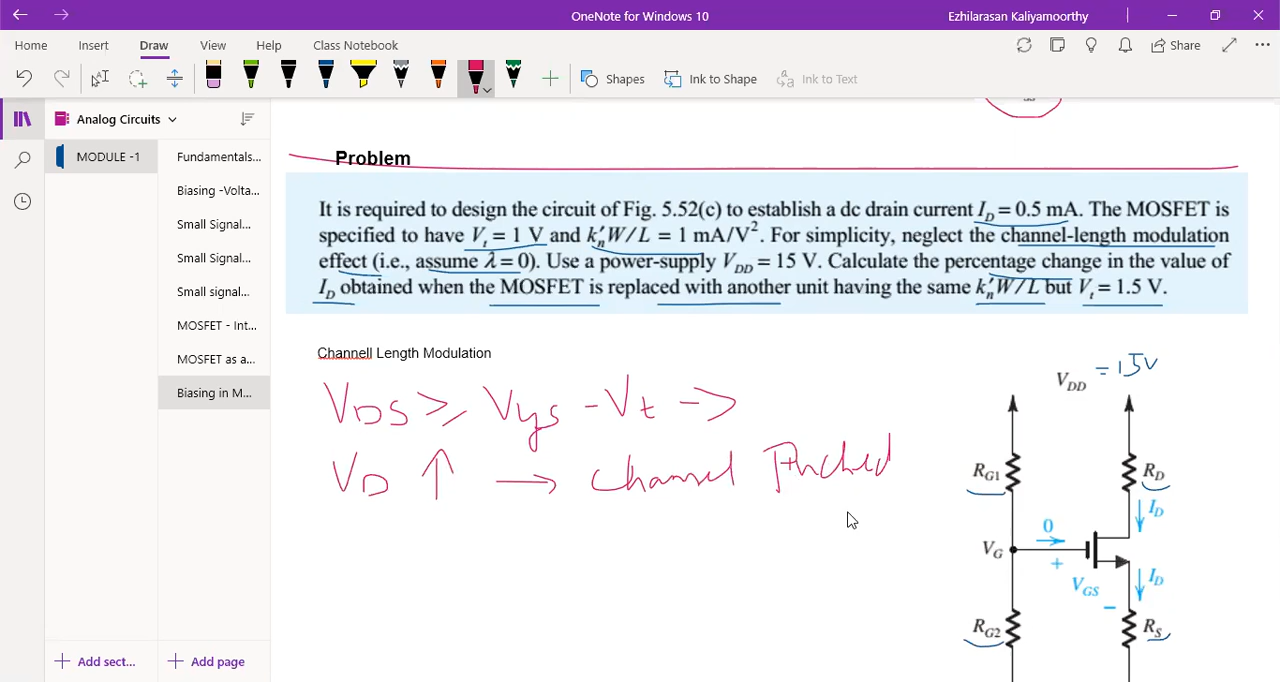 OneNote for Windows 10
Ezhilarasan Kaliyamoorthy
Home Insert Draw View Help Class Notebook
Share
Shapes Ink to Shape Ink to Text
Analog Circuits
MODULE -1
Fundamentals...
Biasing -Volta...
Small Signal...
Small Signal...
Small signal...
MOSFET - Int...
MOSFET as a...
Biasing in M...
Add sect... Add page
Problem
It is required to design the circuit of Fig. 5.52(c) to establish a dc drain current I_D = 0.5 mA. The MOSFET is
specified to have V_t = 1 V and k'_n W/L = 1 mA/V². For simplicity, neglect the channel-length modulation
effect (i.e., assume λ = 0). Use a power-supply V_DD = 15 V. Calculate the percentage change in the value of
I_D obtained when the MOSFET is replaced with another unit having the same k'_n W/L but V_t = 1.5 V.
Channell Length Modulation
V_DS ≥ V_gs - V_t →
V_D ↑ → Channel Pinched
V_DD = 15V
R_G1 R_D
I_D
0
V_G
+
V_GS
I_D
−
R_G2 R_S